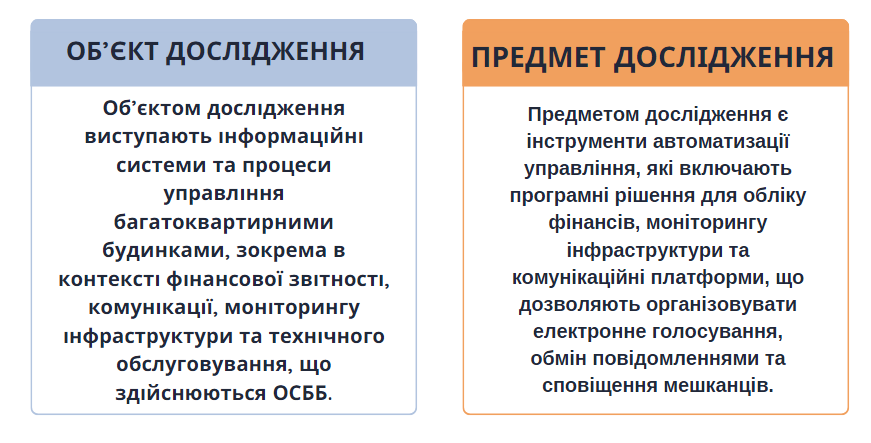 ОБ’ЄКТ ДОСЛІДЖЕННЯ
Об’єктом дослідження
виступають інформаційні
системи та процеси
управління
багатоквартирними
будинками, зокрема в
контексті фінансової звітності,
комунікації, моніторингу
інфраструктури та технічного
обслуговування, що
здійснюються ОСББ.
ПРЕДМЕТ ДОСЛІДЖЕННЯ
Предметом дослідження є
інструменти автоматизації
управління, які включають
програмні рішення для обліку
фінансів, моніторингу
інфраструктури та
комунікаційні платформи, що
дозволяють організовувати
електронне голосування,
обмін повідомленнями та
сповіщення мешканців.